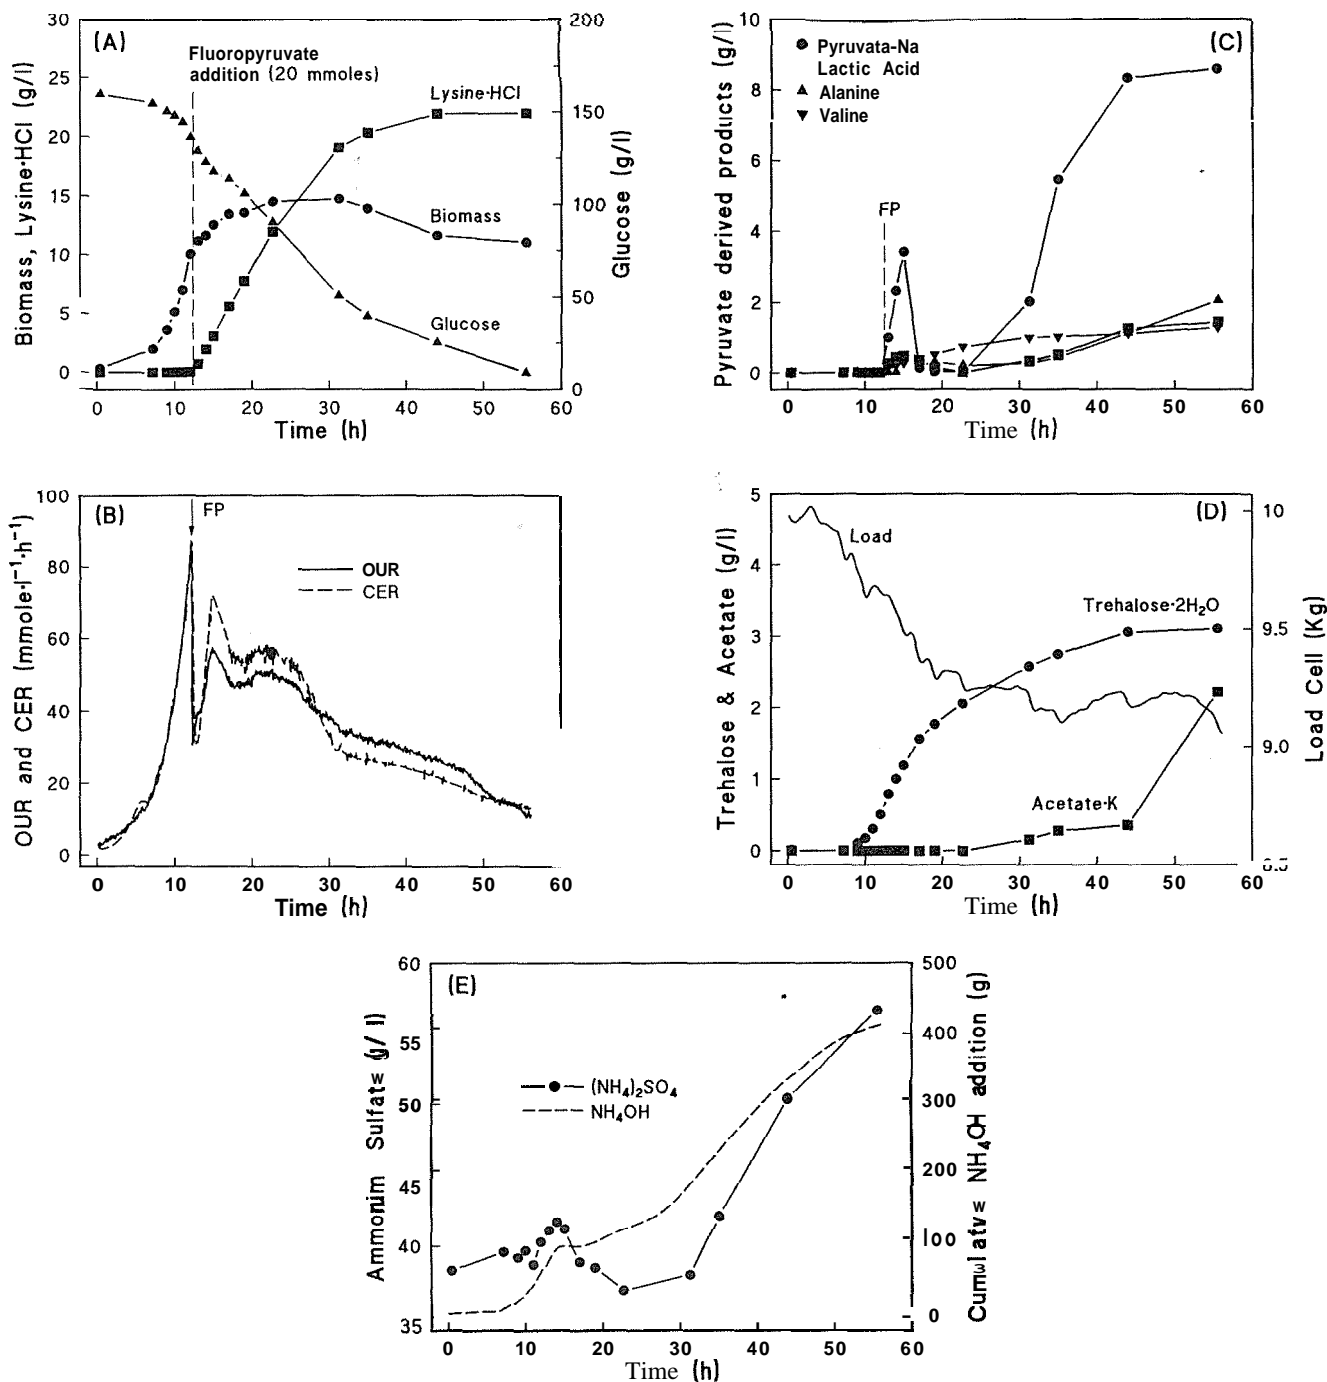 (A)
Fluoropyruvate
addition (20 mmoles)
Lysine·HCl
Biomass
Glucose
Biomass, Lysine·HCl (g/l)
30
25
20
15
10
5
0
Glucose (g/l)
200
150
100
50
0
0 10 20 30 40 50 60
Time (h)
(C)
Pyruvata-Na
Lactic Acid
Alanine
Valine
FP
Pyruvate derived products (g/l)
10
8
6
4
2
0
0 10 20 30 40 50 60
Time (h)
(B)
FP
OUR
CER
OUR and CER (mmole·l⁻¹·h⁻¹)
100
80
60
40
20
0
0 10 20 30 40 50 60
Time (h)
(D)
Load
Trehalose·2H₂O
Acetate·K
Trehalose & Acetate (g/l)
5
4
3
2
1
0
Load Cell (Kg)
10
9.5
9.0
0 10 20 30 40 50 60
Time (h)
(E)
(NH₄)₂SO₄
NH₄OH
Sulfat (g/l)
60
55
50
45
40
35
NH₄OH addition (g)
500
400
300
200
100
0
0 10 20 30 40 50 60
Time (h)